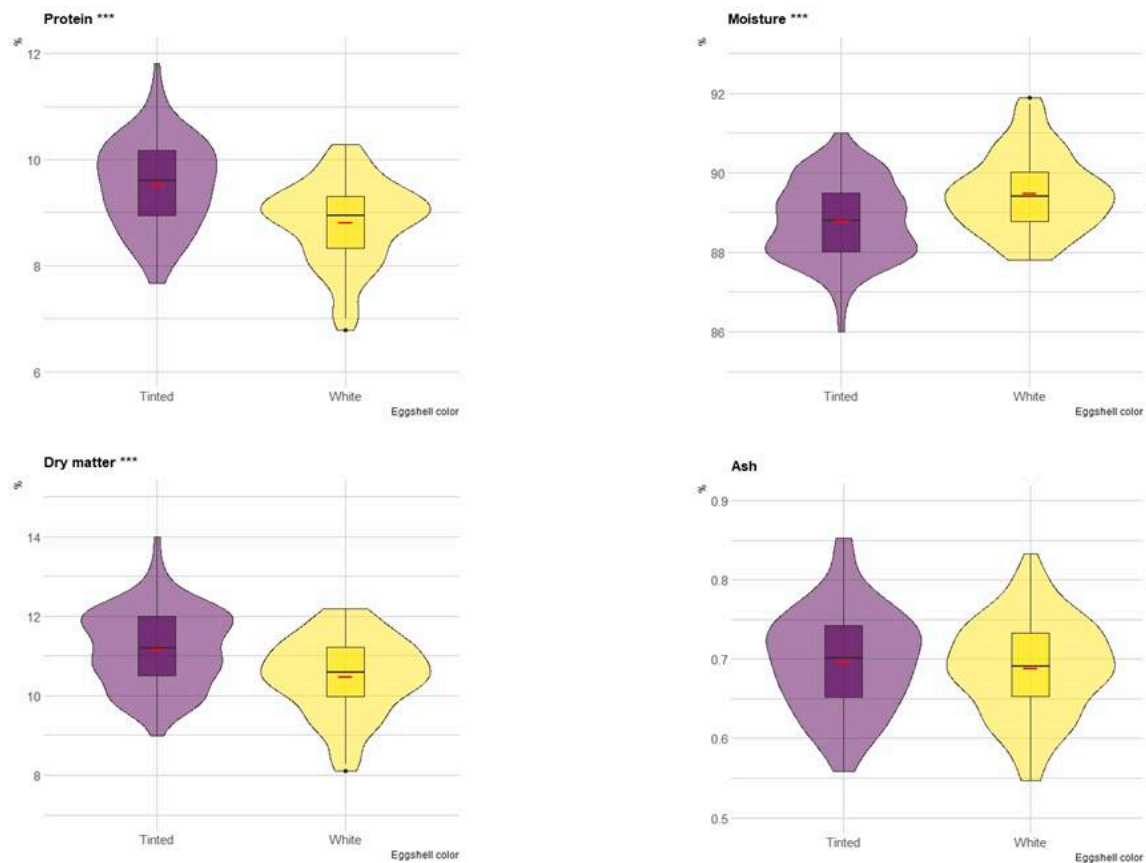 Protein ***
%
12
10
8
6
Tinted White
Eggshell color
Moisture ***
%
92
90
88
86
Tinted White
Eggshell color
Dry matter ***
%
14
12
10
8
Tinted White
Eggshell color
Ash
%
0.9
0.8
0.7
0.6
0.5
Tinted White
Eggshell color